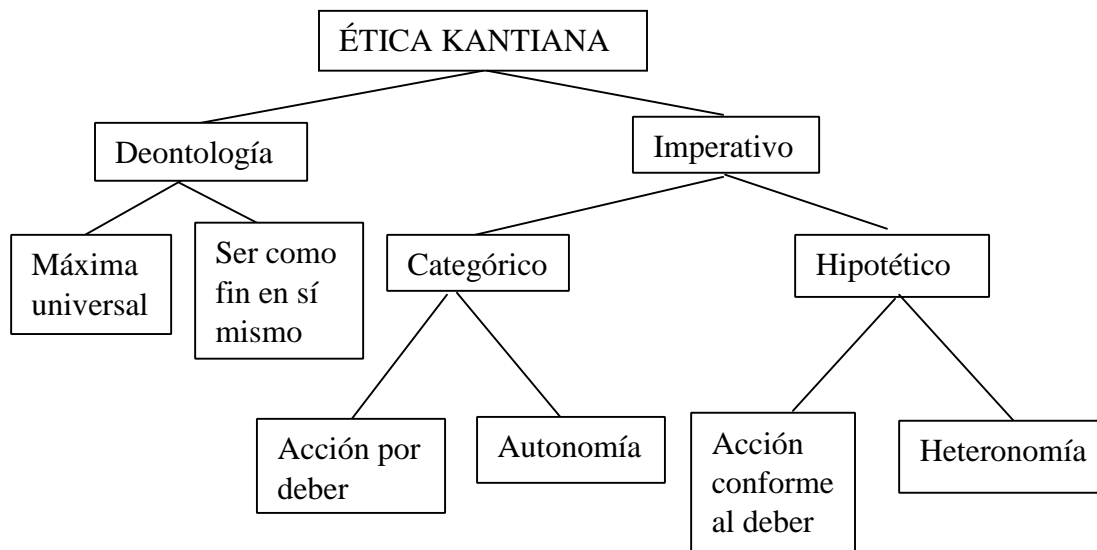 ÉTICA KANTIANA
Deontología
Imperativo
Máxima
universal
Ser como
fin en sí
mismo
Categórico
Hipotético
Acción por
deber
Autonomía
Acción
conforme
al deber
Heteronomía